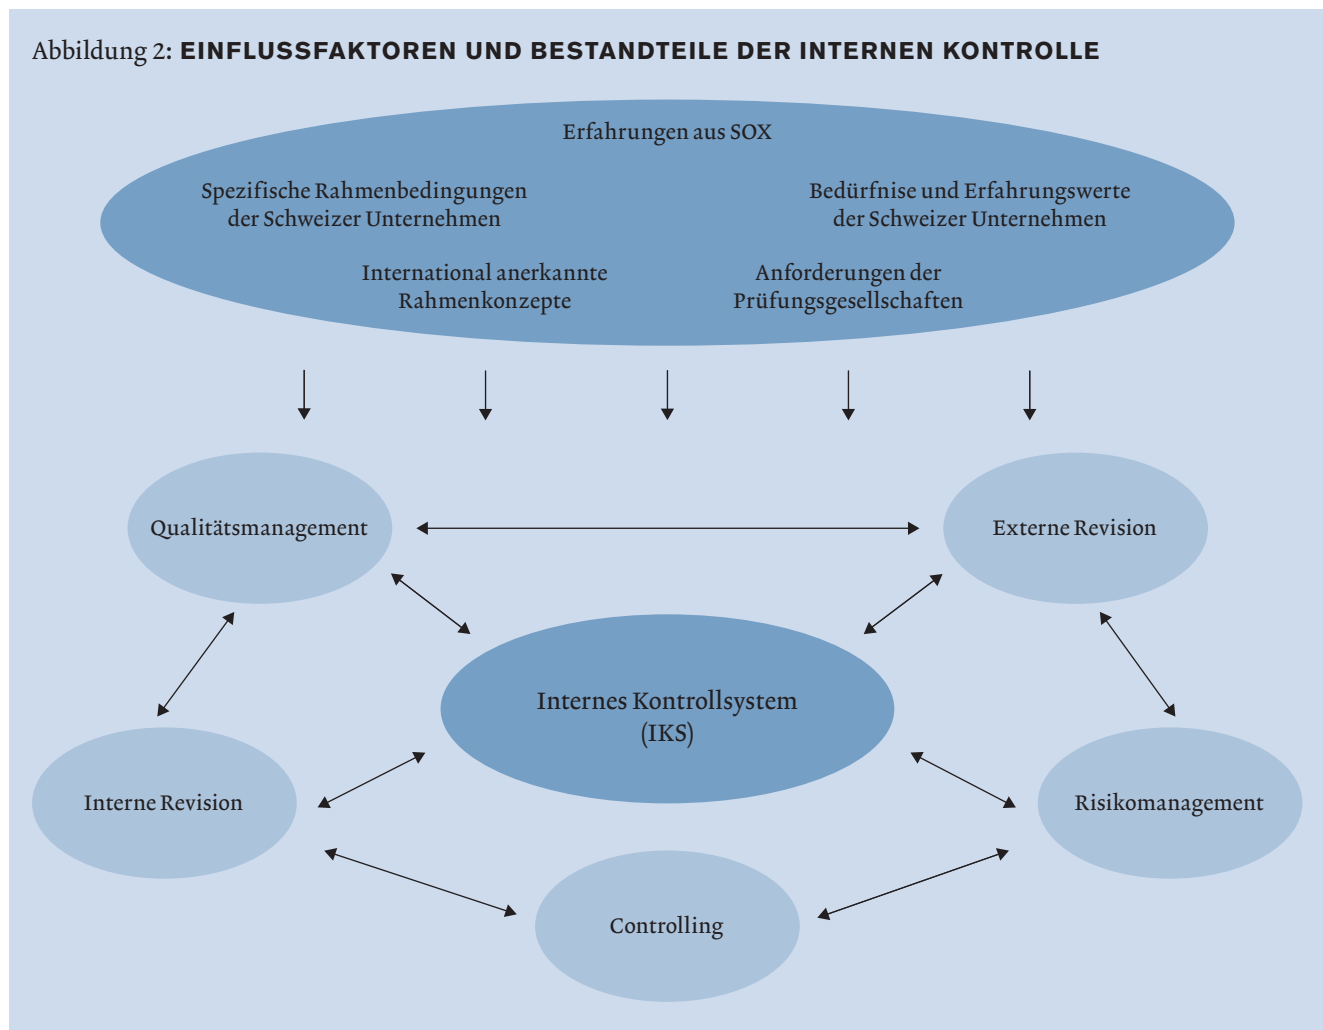 Abbildung 2: EINFLUSSFAKTOREN UND BESTANDTEILE DER INTERNEN KONTROLLE
Erfahrungen aus SOX
Spezifische Rahmenbedingungen
der Schweizer Unternehmen
Bedürfnise und Erfahrungswerte
der Schweizer Unternehmen
International anerkannte
Rahmenkonzepte
Anforderungen der
Prüfungsgesellschaften
Qualitätsmanagement
Externe Revision
Internes Kontrollsystem
(IKS)
Interne Revision
Risikomanagement
Controlling